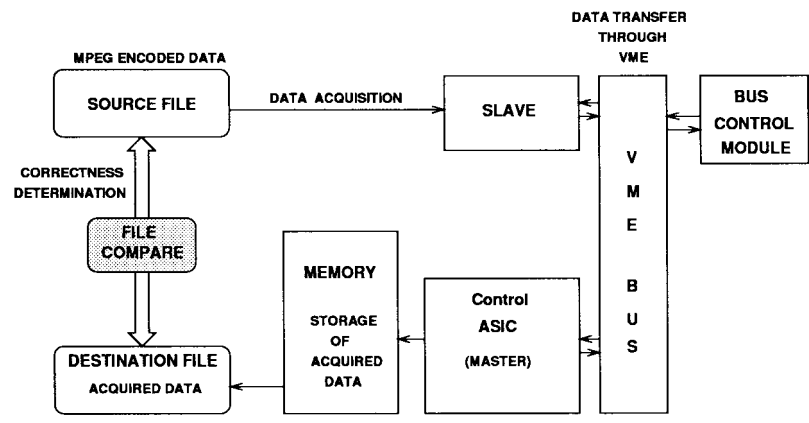 DATA TRANSFER
THROUGH
VME
MPEG ENCODED DATA
SOURCE FILE
DATA ACQUISITION
SLAVE
BUS
CONTROL
MODULE
CORRECTNESS
DETERMINATION
FILE
COMPARE
V
M
E
B
U
S
MEMORY
STORAGE
OF
ACQUIRED
DATA
Control
ASIC
(MASTER)
DESTINATION FILE
ACQUIRED DATA